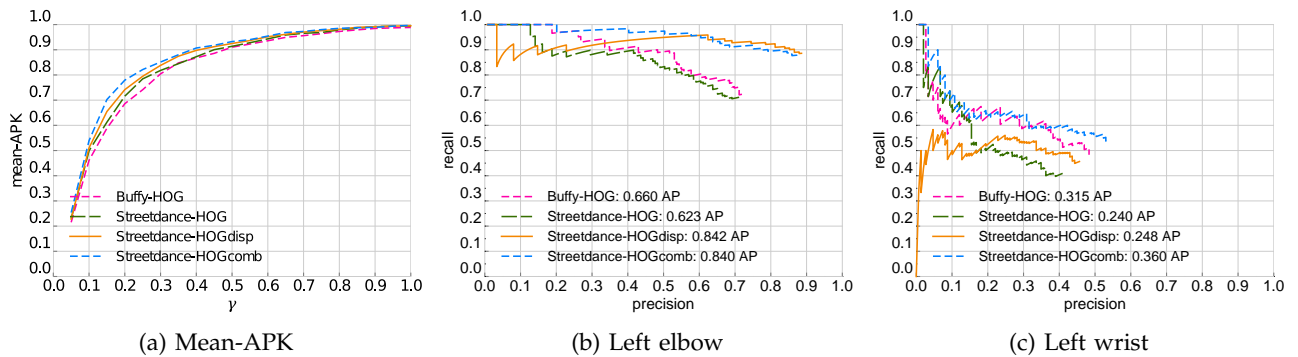 mean-APK
1.0
0.9
0.8
0.7
0.6
0.5
0.4
0.3
0.2
0.1
0.0
Buffy-HOG
Streetdance-HOG
Streetdance-HOGdisp
Streetdance-HOGcomb
0.0 0.1 0.2 0.3 0.4 0.5 0.6 0.7 0.8 0.9 1.0
γ
(a) Mean-APK
recall
1.0
0.9
0.8
0.7
0.6
0.5
0.4
0.3
0.2
0.1
0.0
Buffy-HOG: 0.660 AP
Streetdance-HOG: 0.623 AP
Streetdance-HOGdisp: 0.842 AP
Streetdance-HOGcomb: 0.840 AP
0.0 0.1 0.2 0.3 0.4 0.5 0.6 0.7 0.8 0.9 1.0
precision
(b) Left elbow
recall
1.0
0.9
0.8
0.7
0.6
0.5
0.4
0.3
0.2
0.1
0.0
Buffy-HOG: 0.315 AP
Streetdance-HOG: 0.240 AP
Streetdance-HOGdisp: 0.248 AP
Streetdance-HOGcomb: 0.360 AP
0.0 0.1 0.2 0.3 0.4 0.5 0.6 0.7 0.8 0.9 1.0
precision
(c) Left wrist